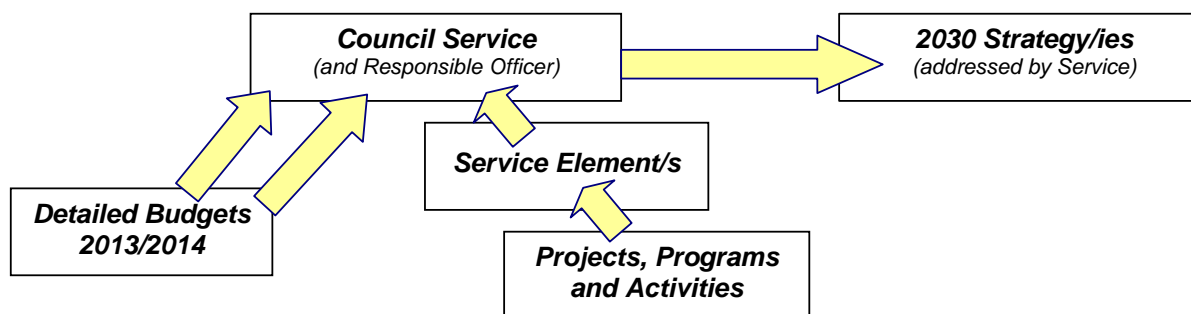 Council Service
(and Responsible Officer)
2030 Strategy/ies
(addressed by Service)
Service Element/s
Detailed Budgets
2013/2014
Projects, Programs
and Activities